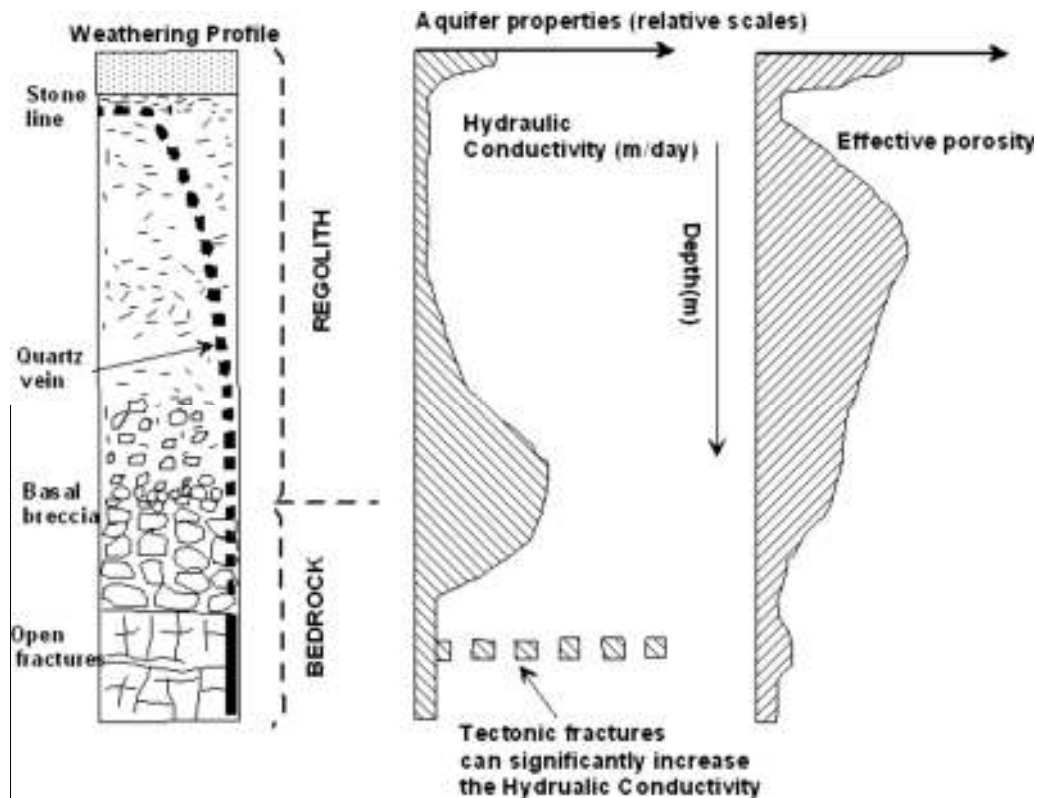 Weathering Profile
Aquifer properties (relative scales)
Stone
line
Hydraulic
Conductivity (m/day)
Effective porosity
Depth(m)
REGOLITH
Quartz
vein
Basal
breccia
BEDROCK
Open
fractures
Tectonic fractures
can significantly increase
the Hydrualic Conductivity